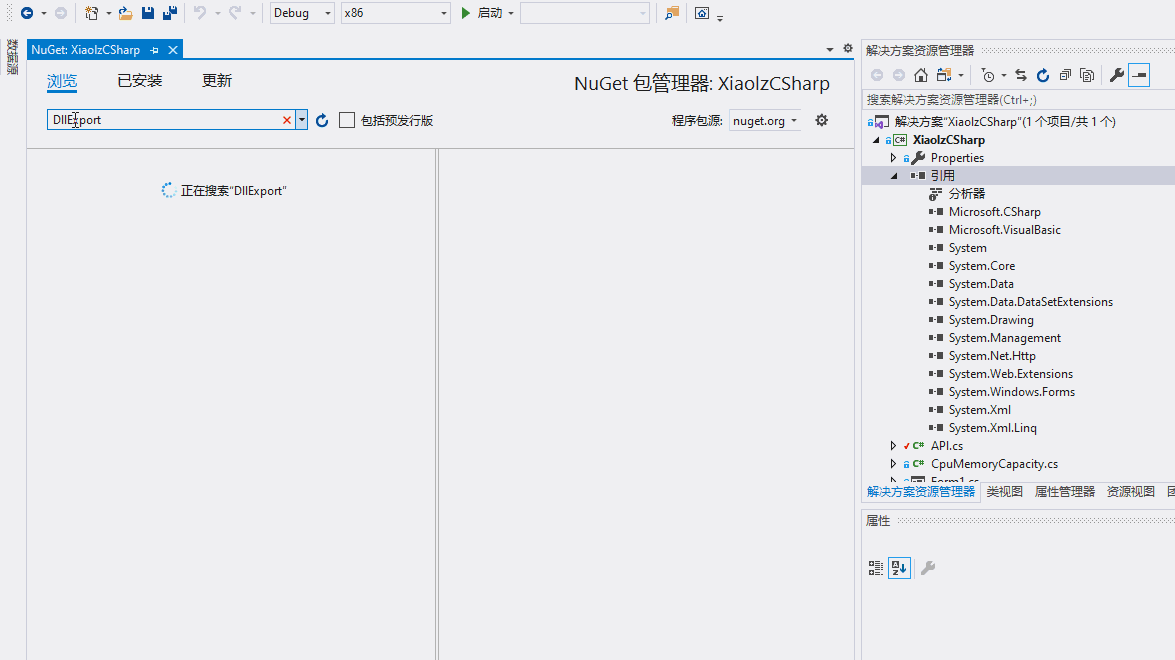 Debug x86 启动
数据源
NuGet: XiaoIzCSharp
浏览 已安装 更新
NuGet 包管理器: XiaoIzCSharp
DllExport
包括预发行版
程序包源: nuget.org
正在搜索“DllExport”
解决方案资源管理器
搜索解决方案资源管理器(Ctrl+;)
解决方案“XiaoIzCSharp”(1 个项目/共 1 个)
C# XiaoIzCSharp
Properties
引用
分析器
Microsoft.CSharp
Microsoft.VisualBasic
System
System.Core
System.Data
System.Data.DataSetExtensions
System.Drawing
System.Management
System.Net.Http
System.Web.Extensions
System.Windows.Forms
System.Xml
System.Xml.Linq
C# API.cs
C# CpuMemoryCapacity.cs
Form1.cs
解决方案资源管理器 类视图 属性管理器 资源视图
属性